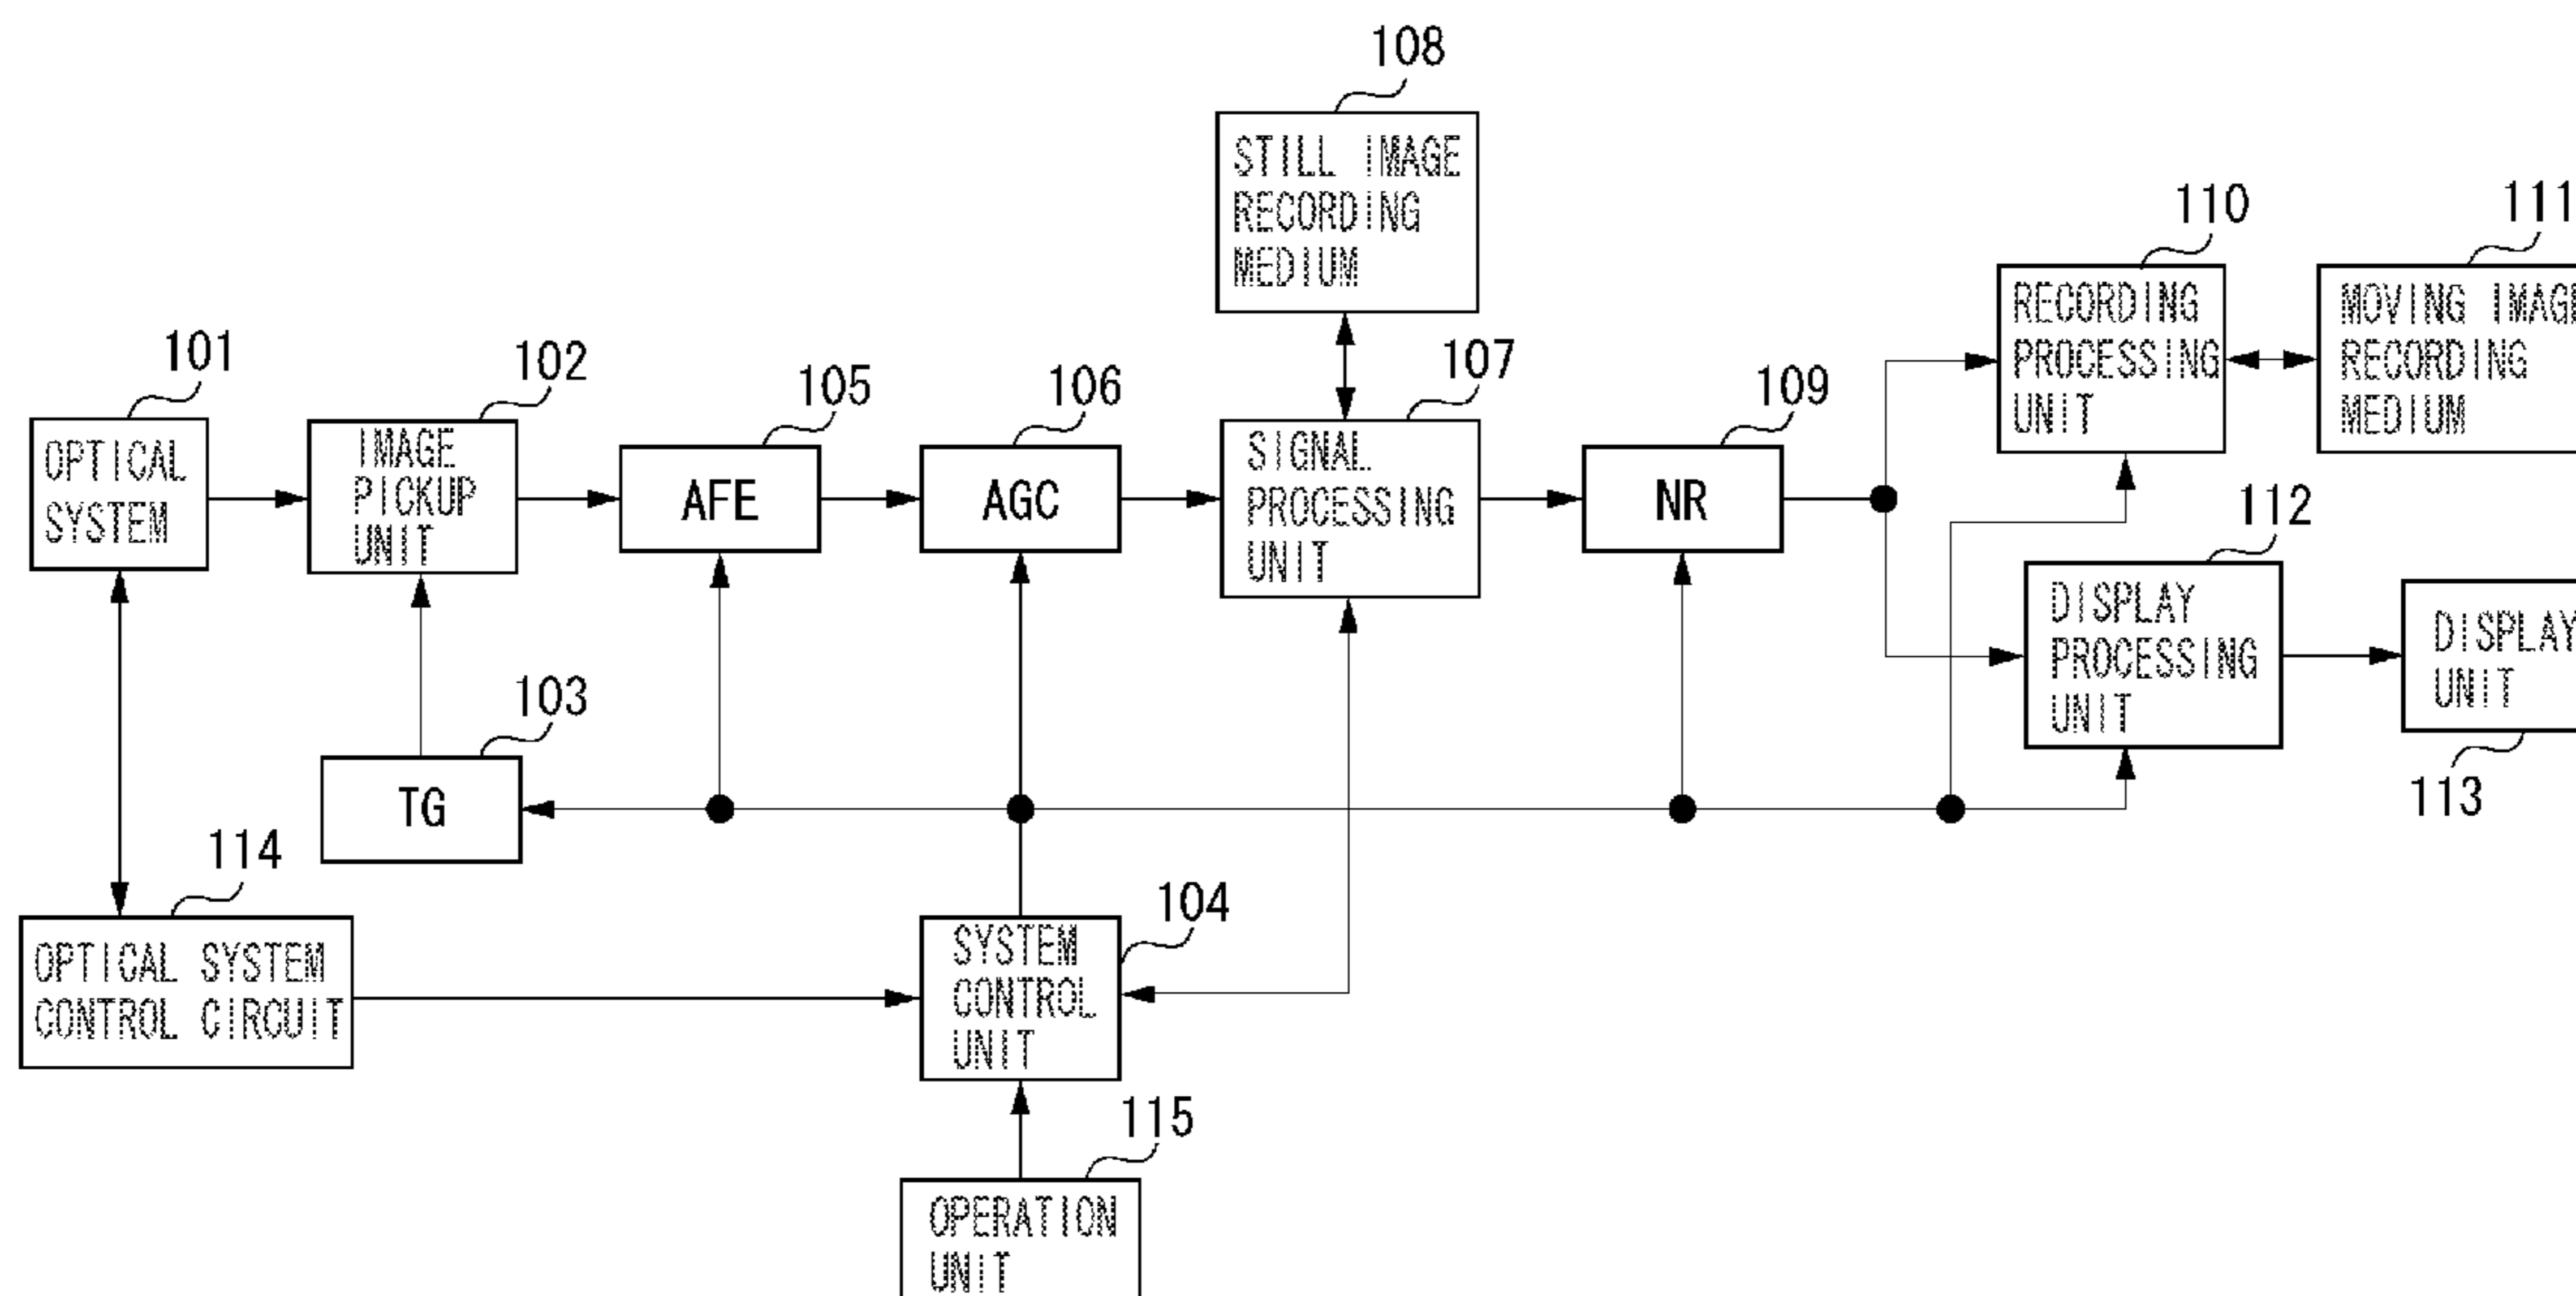 108
STILL IMAGE
RECORDING
MEDIUM
110
111
RECORDING
PROCESSING
UNIT
MOVING IMAGE
RECORDING
MEDIUM
101
OPTICAL
SYSTEM
102
IMAGE
PICKUP
UNIT
105
AFE
106
AGC
107
SIGNAL
PROCESSING
UNIT
109
NR
112
DISPLAY
PROCESSING
UNIT
DISPLAY
UNIT
113
103
TG
114
OPTICAL SYSTEM
CONTROL CIRCUIT
104
SYSTEM
CONTROL
UNIT
115
OPERATION
UNIT